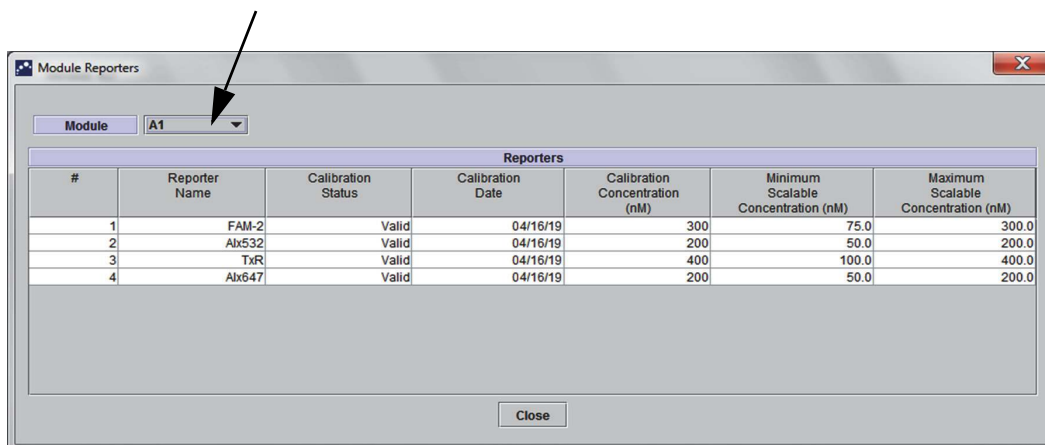 Module Reporters
Module A1
Reporters
# Reporter Name Calibration Status Calibration Date Calibration Concentration (nM) Minimum Scalable Concentration (nM) Maximum Scalable Concentration (nM)
1 FAM-2 Valid 04/16/19 300 75.0 300.0
2 Alx532 Valid 04/16/19 200 50.0 200.0
3 TxR Valid 04/16/19 400 100.0 400.0
4 Alx647 Valid 04/16/19 200 50.0 200.0
Close